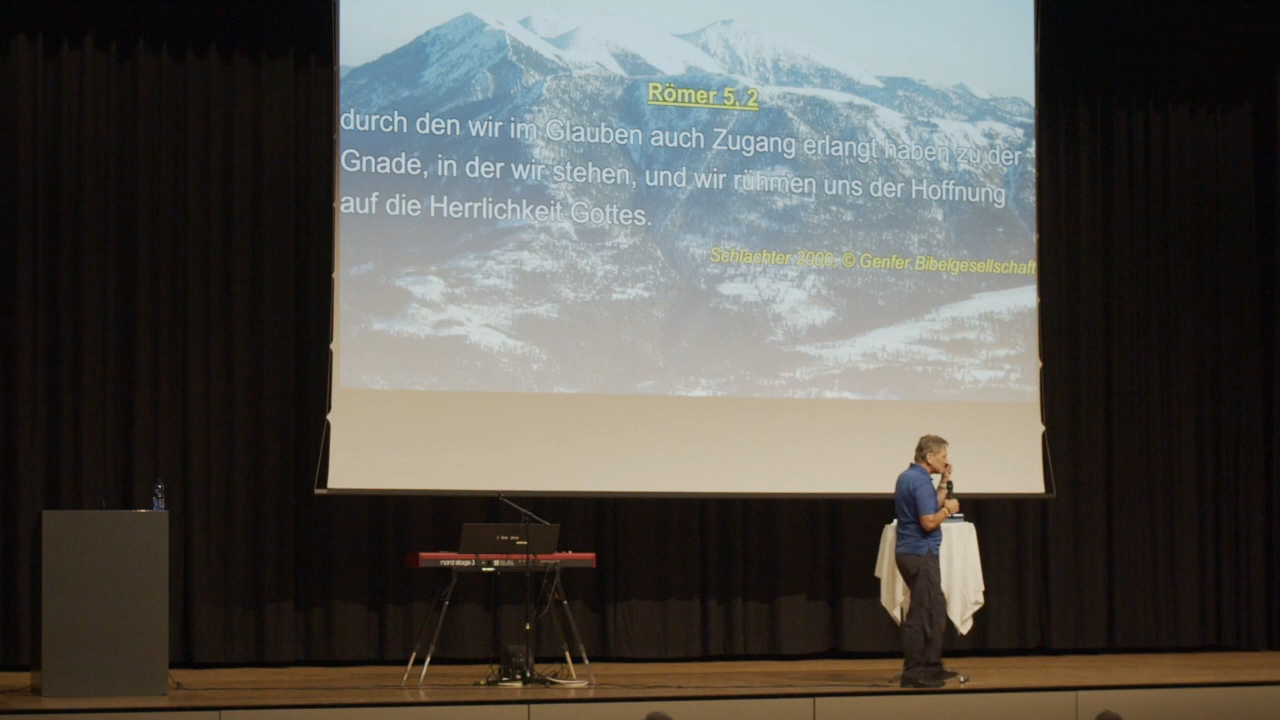 Römer 5, 2
durch den wir im Glauben auch Zugang erlangt haben zu der
Gnade, in der wir stehen, und wir rühmen uns der Hoffnung
auf die Herrlichkeit Gottes.
Schlachter 2000, © Genfer Bibelgesellschaft
nord stage 3